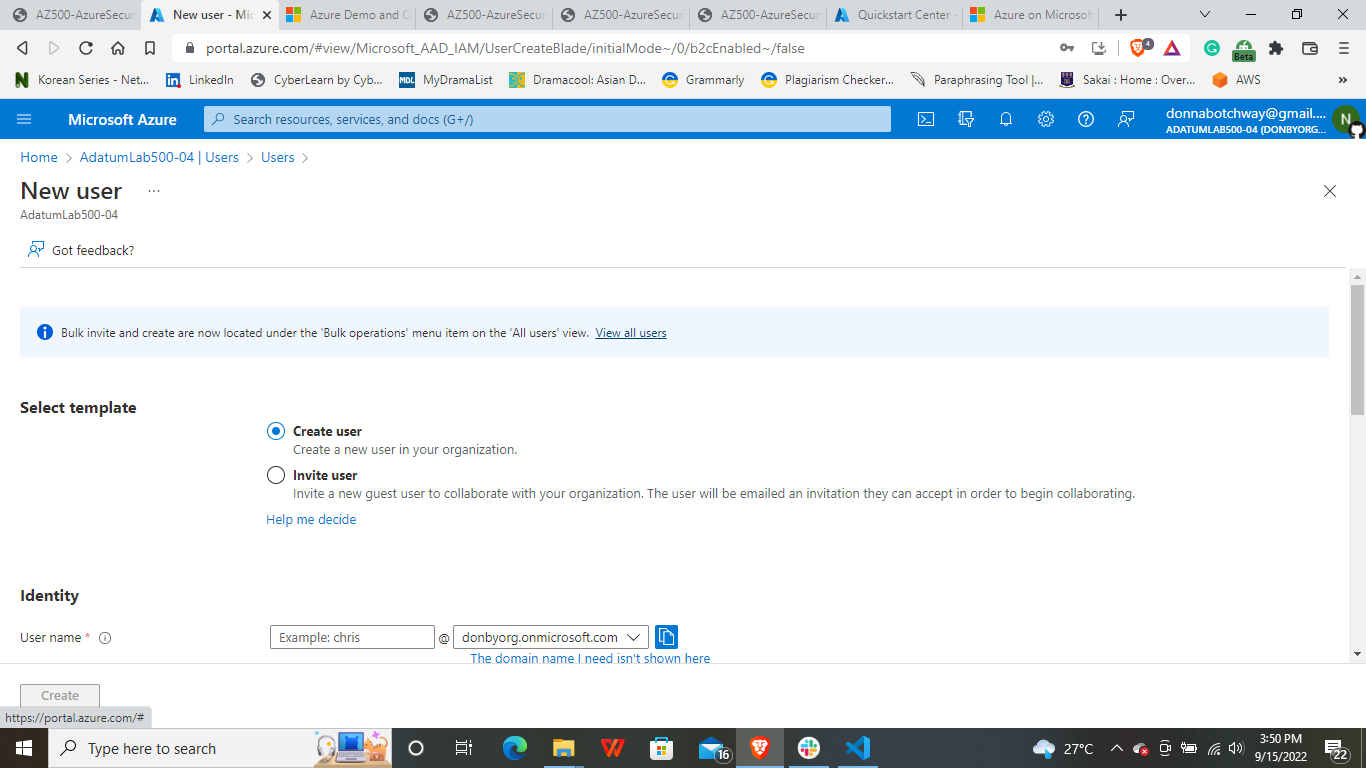 AZ500-AzureSecur
New user - Mic
Azure Demo and C
AZ500-AzureSecur
AZ500-AzureSecur
AZ500-AzureSecur
Quickstart Center -
Azure on Microsoft
portal.azure.com/#view/Microsoft_AAD_IAM/UserCreateBlade/initialMode~/0/b2cEnabled~/false
4
Beta
Korean Series - Net...
LinkedIn
CyberLearn by Cyb...
MDL MyDramaList
Dramacool: Asian D...
Grammarly
Plagiarism Checker...
Paraphrasing Tool |...
Sakai : Home : Over...
AWS
Microsoft Azure
Search resources, services, and docs (G+/)
donnabotchway@gmail....
ADATUMLAB500-04 (DONBYORG...
N
Home > AdatumLab500-04 | Users > Users >
New user ...
AdatumLab500-04
Got feedback?
Bulk invite and create are now located under the 'Bulk operations' menu item on the 'All users' view. View all users
Select template
Create user
Create a new user in your organization.
Invite user
Invite a new guest user to collaborate with your organization. The user will be emailed an invitation they can accept in order to begin collaborating.
Help me decide
Identity
User name *
Example: chris @ donbyorg.onmicrosoft.com
The domain name I need isn't shown here
Create
https://portal.azure.com/#
Type here to search
16
27°C
3:50 PM
9/15/2022
22